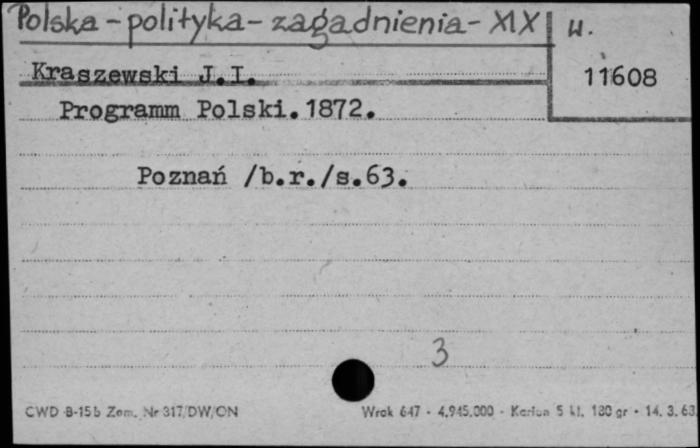 Polska - polityka - zagadnienia - XIX w.
11608
Kraszewski J.I.
Programm Polski.1872.
Poznań /b.r./s.63.
3
CWD B-15b Zam. Nr 317/DW/ON
Wrok 647 - 4.945.000 - Karton 5 kl. 180 gr - 14. 3. 63